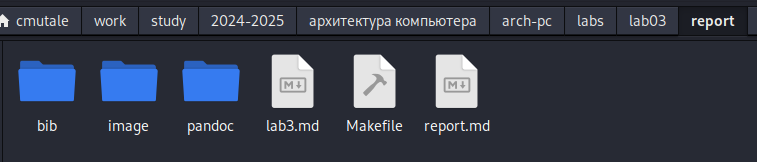 cmutale work study 2024-2025 архитектура компьютера arch-pc labs lab03 report
bib image pandoc lab3.md Makefile report.md